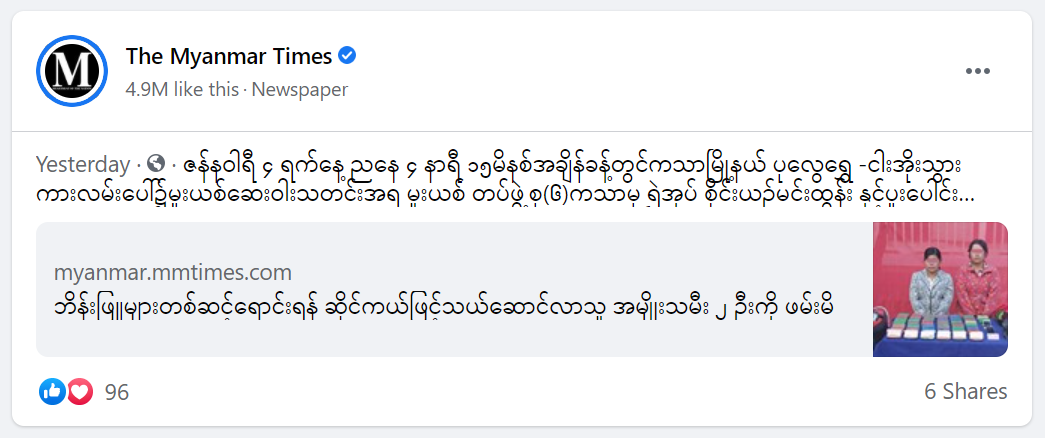 The Myanmar Times
4.9M like this · Newspaper
Yesterday · · ဇန်နဝါရီ ၄ ရက်နေ့ ညနေ ၄ နာရီ ၁၅မိနစ်အချိန်ခန့်တွင်ကသာမြို့နယ် ပုလွေရွှေ -ငါးအိုးသွား
ကားလမ်းပေါ်၌မူးယစ်ဆေးဝါးသတင်းအရ မူးယစ် တပ်ဖွဲ့စု(၆)ကသာမှ ရဲအုပ် စိုင်းယဉ်မင်းထွန်း နှင့်ပူးပေါင်း...
myanmar.mmtimes.com
ဘိန်းဖြူများတစ်ဆင့်ရောင်းရန် ဆိုင်ကယ်ဖြင့်သယ်ဆောင်လာသူ အမျိုးသမီး ၂ ဦးကို ဖမ်းမိ
96
6 Shares